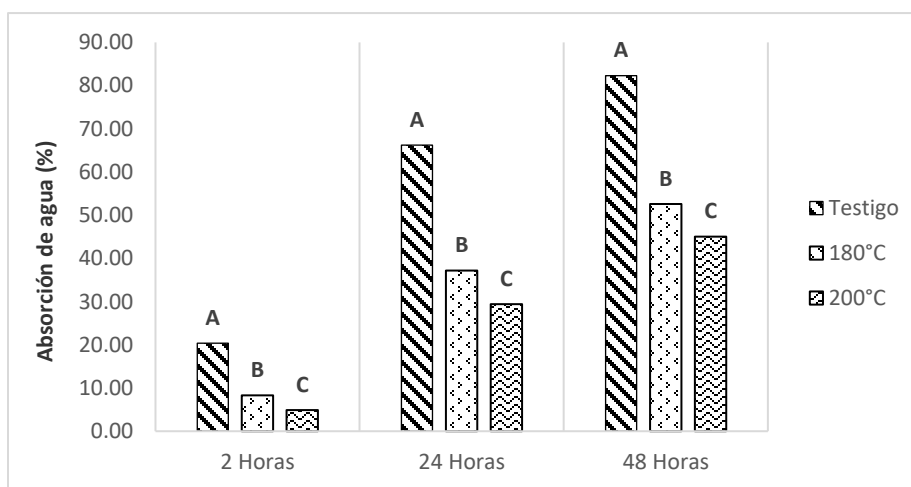 Absorción de agua (%)
90.00
80.00
70.00
60.00
50.00
40.00
30.00
20.00
10.00
0.00
A
B
C
A
B
C
A
B
C
2 Horas
24 Horas
48 Horas
Testigo
180°C
200°C